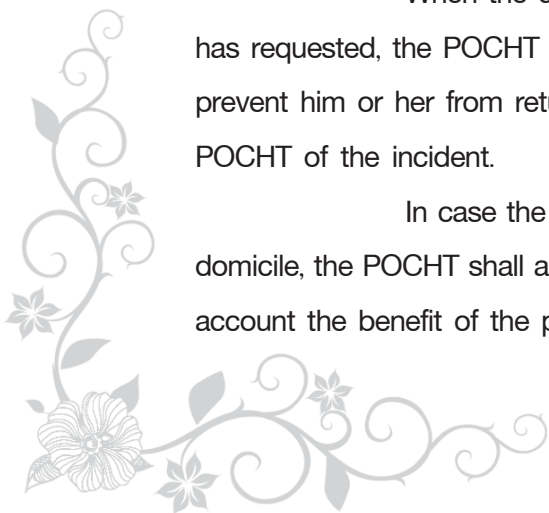 has requested, the POCHT
prevent him or her from
POCHT of the incident.
In case the
domicile, the POCHT shall
account the benefit of the